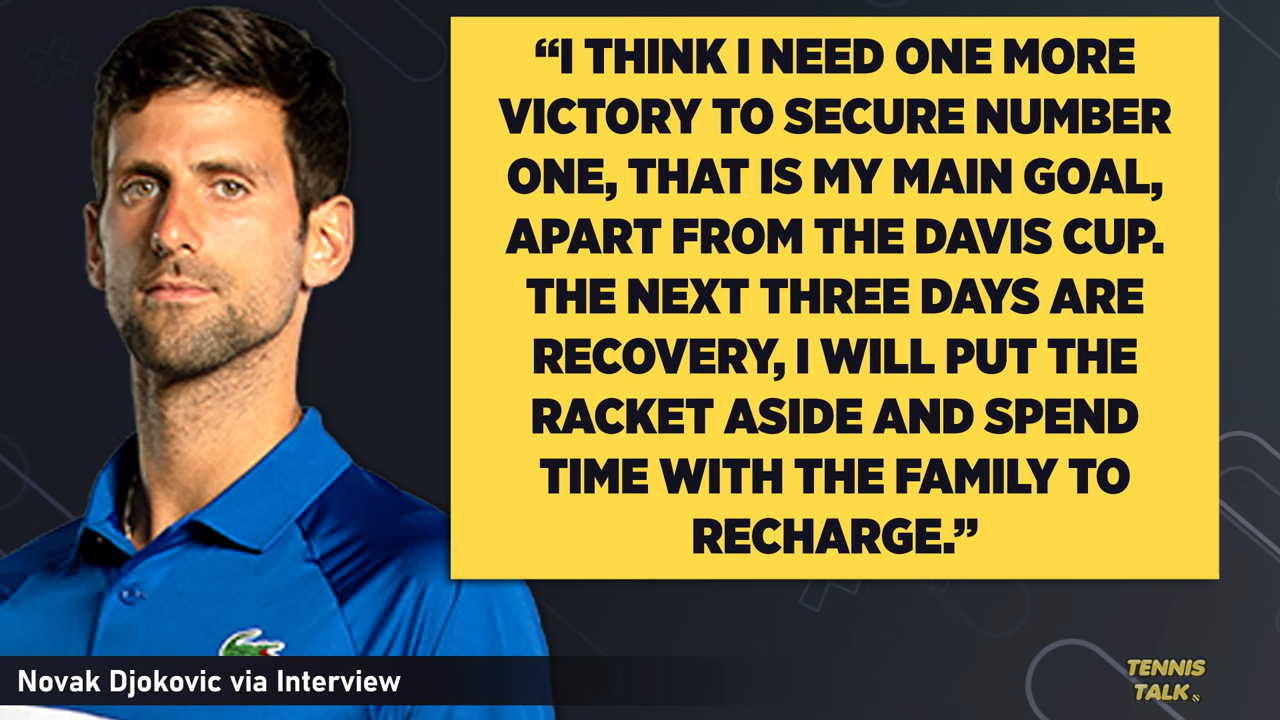 “I THINK I NEED ONE MORE
VICTORY TO SECURE NUMBER
ONE, THAT IS MY MAIN GOAL,
APART FROM THE DAVIS CUP.
THE NEXT THREE DAYS ARE
RECOVERY, I WILL PUT THE
RACKET ASIDE AND SPEND
TIME WITH THE FAMILY TO
RECHARGE.”
Novak Djokovic via Interview
TENNIS
TALK